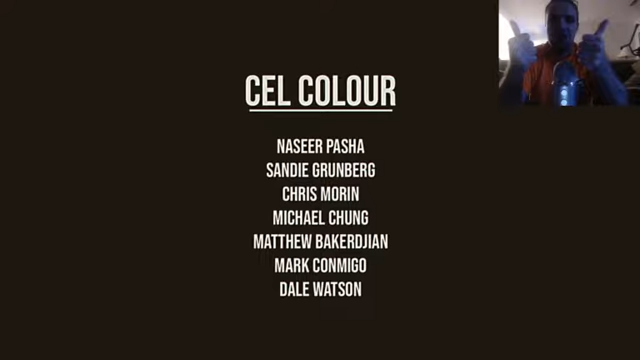 CEL COLOUR
NASEER PASHA
SANDIE GRUNBERG
CHRIS MORIN
MICHAEL CHUNG
MATTHEW BAKERDJIAN
MARK CONMIGO
DALE WATSON